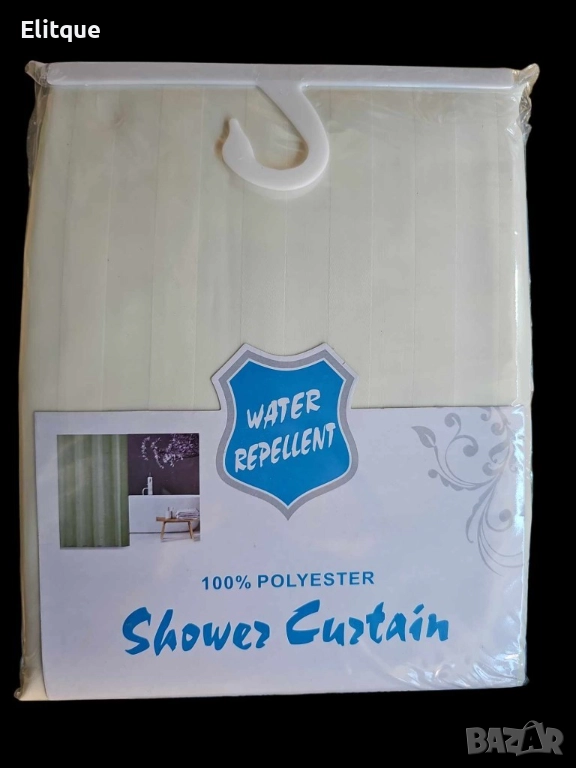 Elitque
WATER
REPELLENT
100% POLYESTER
Shower Curtain
BAZAR